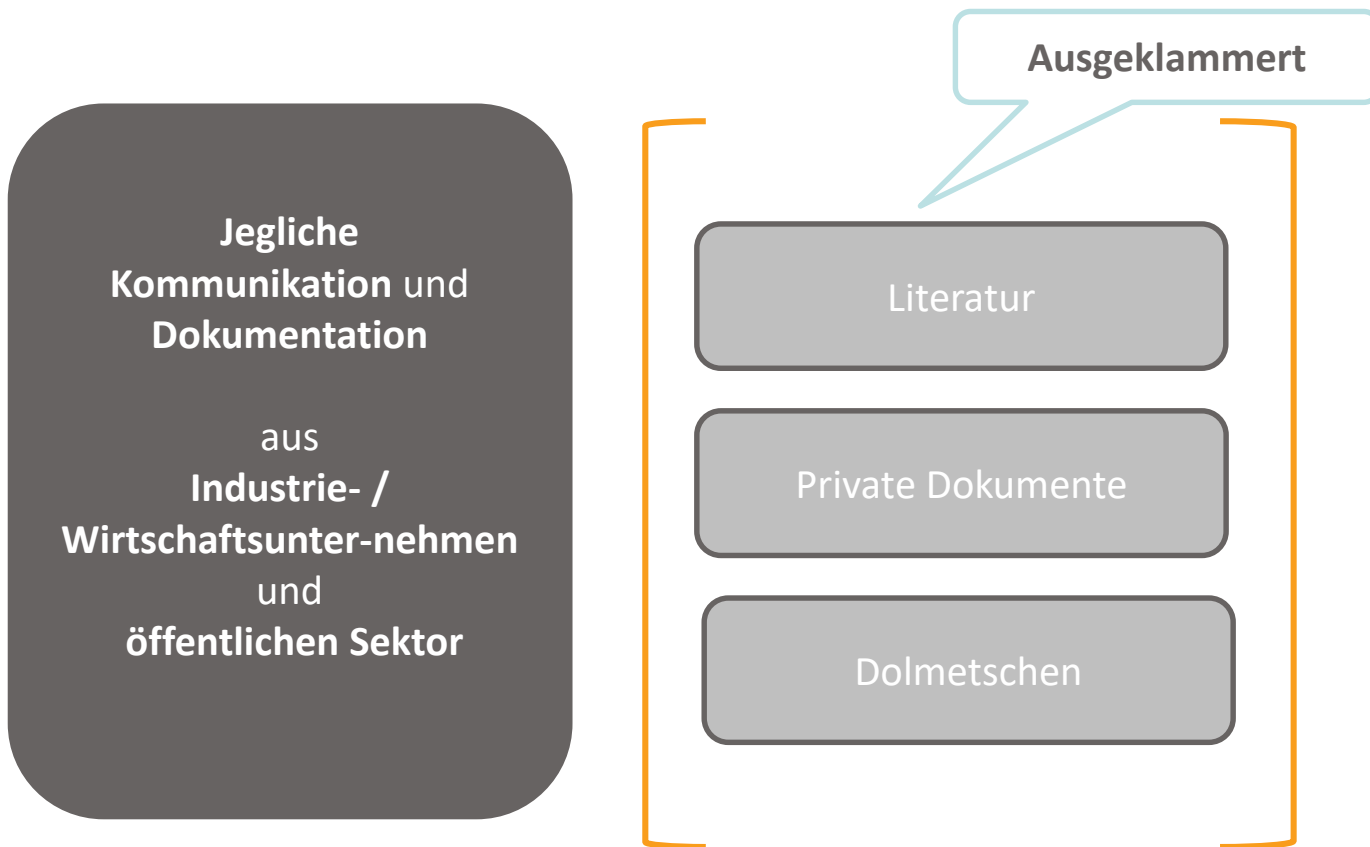 Ausgeklammert
Jegliche
Kommunikation und
Dokumentation
aus
Industrie- /
Wirtschaftsunter-nehmen
und
öffentlichen Sektor
Literatur
Private Dokumente
Dolmetschen